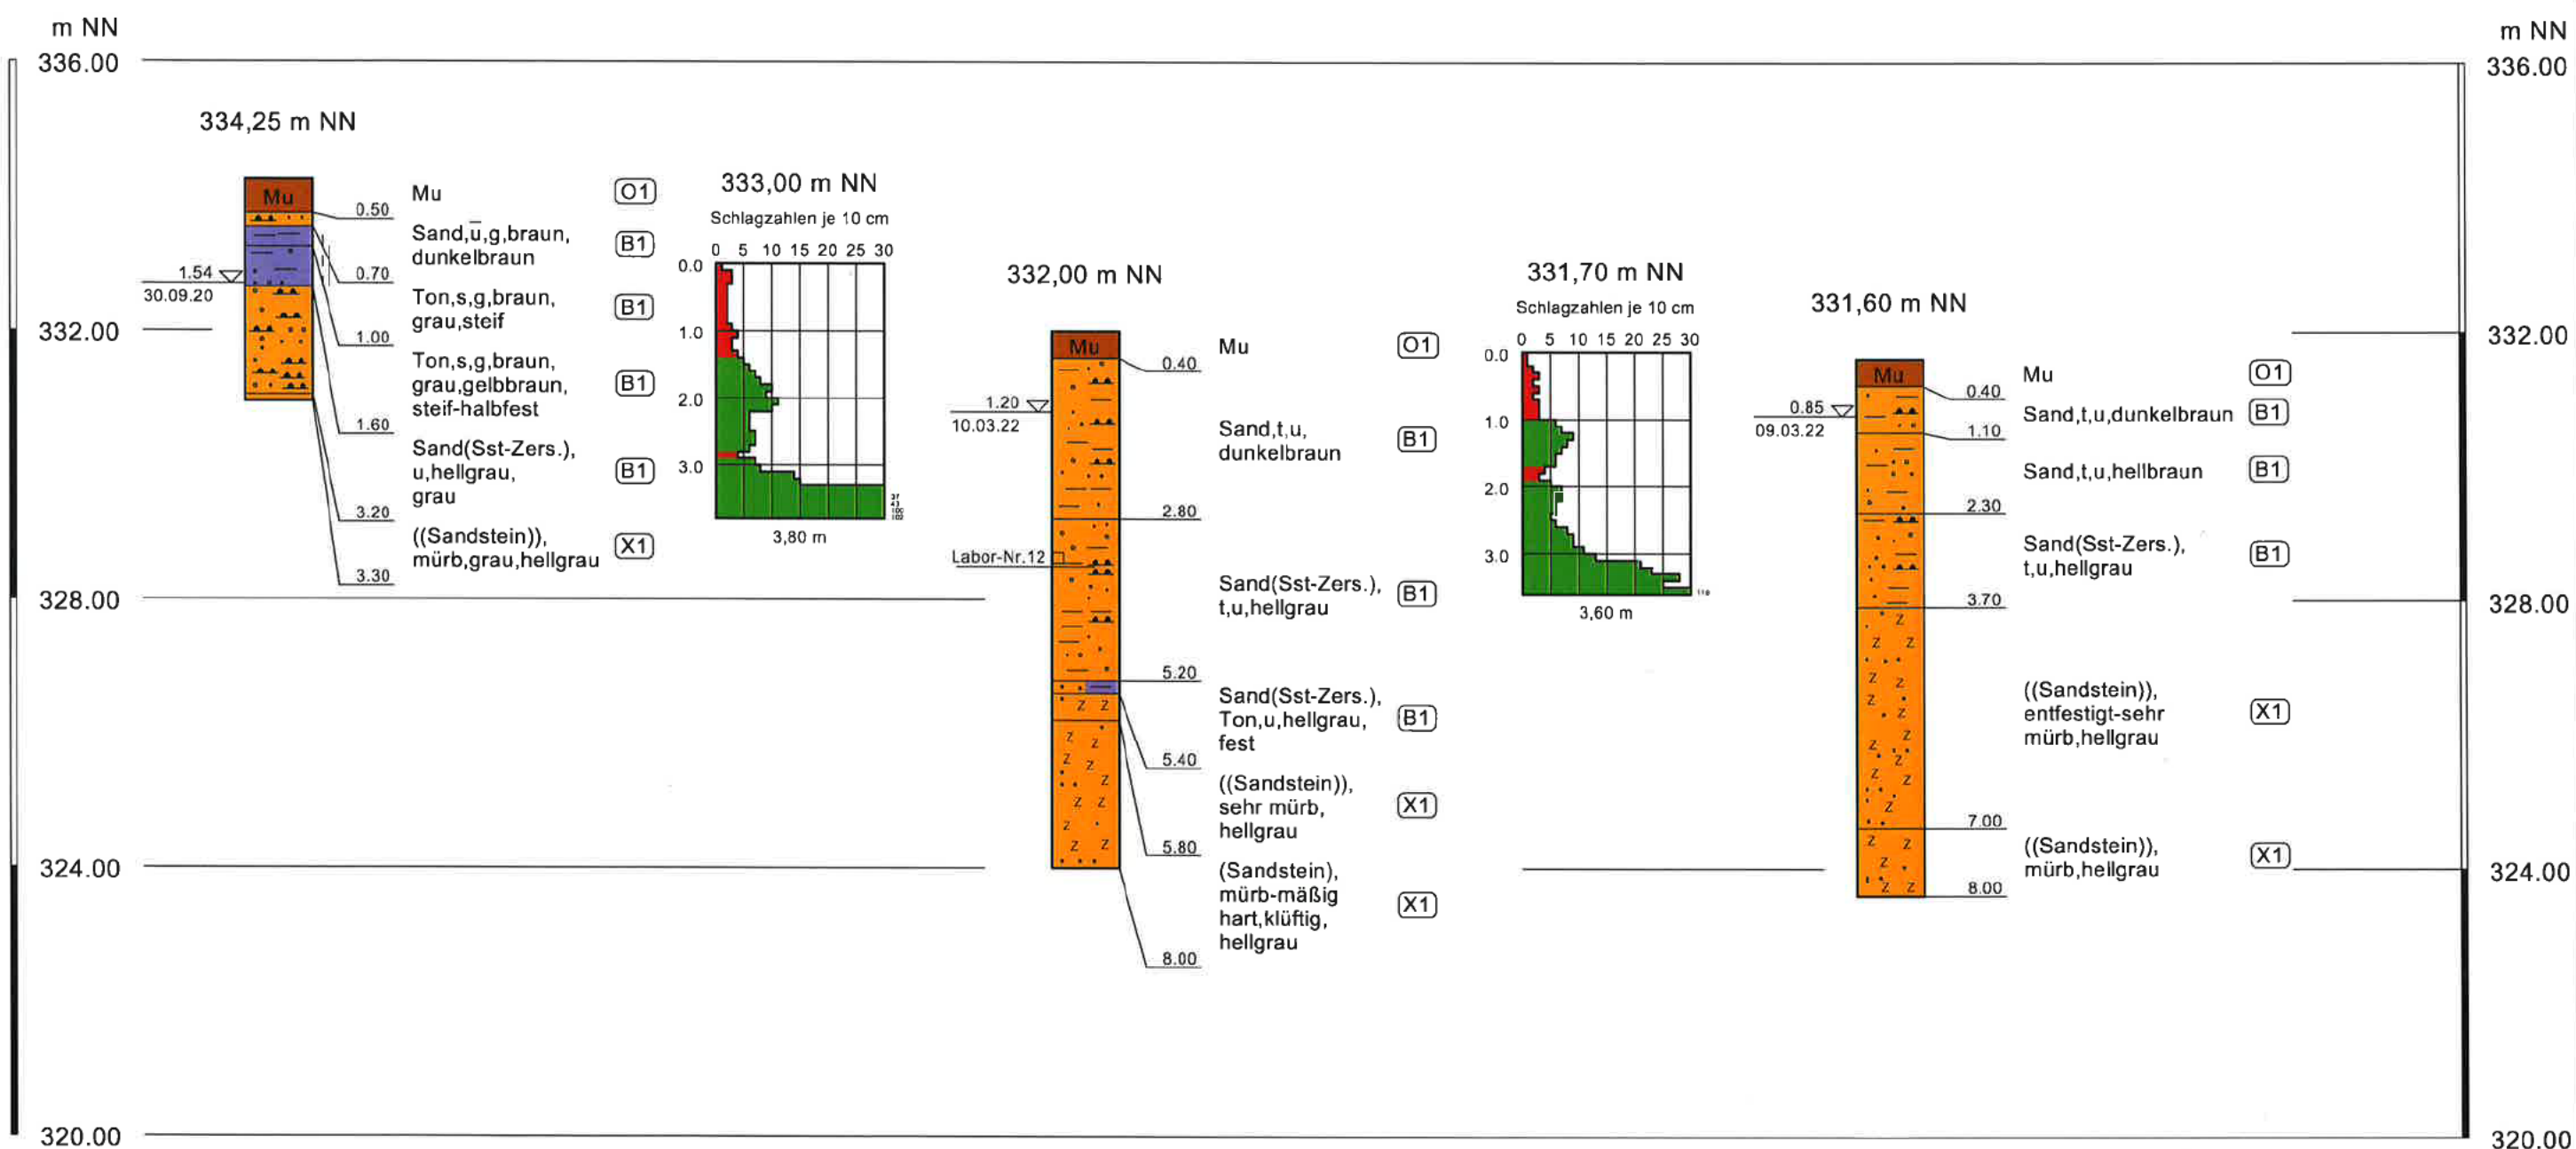 m NN
336.00
332.00
328.00
324.00
320.00
334,25 m NN
Mu
1.54
30.09.20
0.50
0.70
1.00
1.60
3.20
3.30
Mu
O1
Sand,u̅,g,braun,
dunkelbraun
B1
Ton,s,g,braun,
grau,steif
B1
Ton,s,g,braun,
grau,gelbbraun,
steif-halbfest
B1
Sand(Sst-Zers.),
u,hellgrau,
grau
B1
((Sandstein)),
mürb,grau,hellgrau
X1
333,00 m NN
Schlagzahlen je 10 cm
0 5 10 15 20 25 30
0.0
1.0
2.0
3.0
37
43
3,80 m
332,00 m NN
Mu
1.20
10.03.22
Labor-Nr.12
0.40
2.80
5.20
5.40
5.80
8.00
Mu
O1
Sand,t,u,
dunkelbraun
B1
Sand(Sst-Zers.),
t,u,hellgrau
B1
Sand(Sst-Zers.),
Ton,u,hellgrau,
fest
B1
((Sandstein)),
sehr mürb,
hellgrau
X1
(Sandstein),
mürb-mäßig
hart,klüftig,
hellgrau
X1
331,70 m NN
Schlagzahlen je 10 cm
0 5 10 15 20 25 30
0.0
1.0
2.0
3.0
3,60 m
331,60 m NN
Mu
0.85
09.03.22
0.40
1.10
2.30
3.70
7.00
8.00
Mu
O1
Sand,t,u,dunkelbraun
B1
Sand,t,u,hellbraun
B1
Sand(Sst-Zers.),
t,u,hellgrau
B1
((Sandstein)),
entfestigt-sehr
mürb,hellgrau
X1
((Sandstein)),
mürb,hellgrau
X1
m NN
336.00
332.00
328.00
324.00
320.00